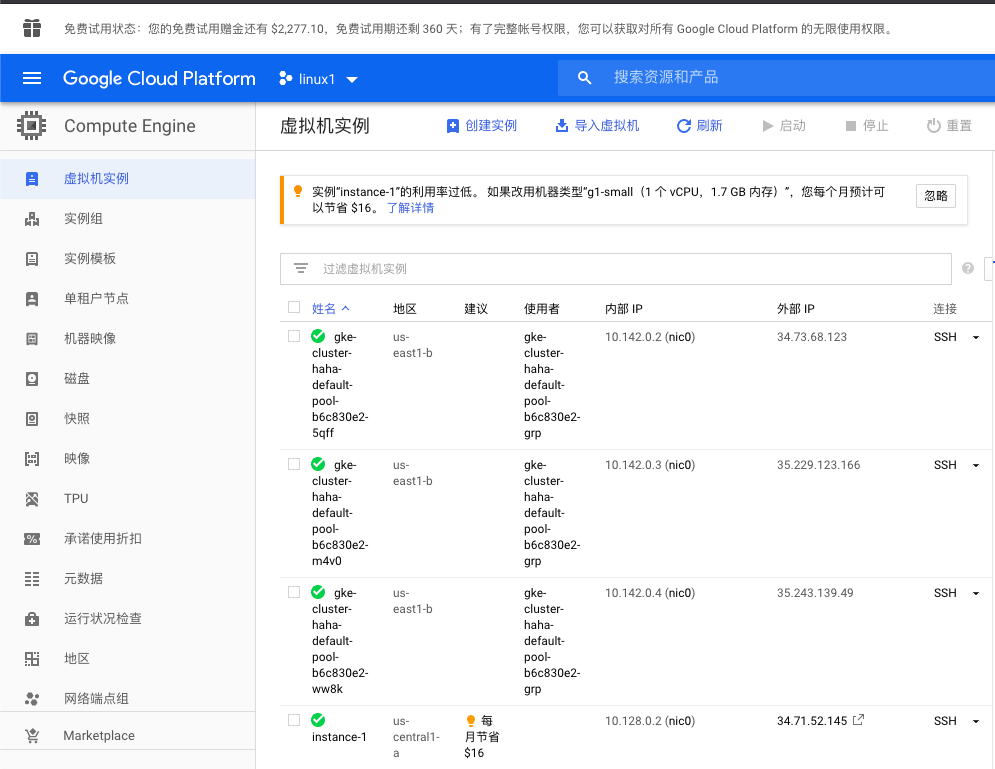 免费试用状态：您的免费试用赠金还有 $2,277.10，免费试用期还剩 360 天；有了完整帐号权限，您可以获取对所有 Google Cloud Platform 的无限使用权限。
Google Cloud Platform
linux1
搜索资源和产品
Compute Engine
虚拟机实例
创建实例
导入虚拟机
刷新
启动
停止
重置
虚拟机实例
实例组
实例模板
单租户节点
机器映像
磁盘
快照
映像
TPU
承诺使用折扣
元数据
运行状况检查
地区
网络端点组
Marketplace
实例“instance-1”的利用率过低。 如果改用机器类型“g1-small（1 个 vCPU，1.7 GB 内存）”，您每个月预计可
以节省 $16。 了解详情
忽略
过滤虚拟机实例
姓名 地区 建议 使用者 内部 IP 外部 IP 连接
gke- us- gke- 10.142.0.2 (nic0) 34.73.68.123 SSH
cluster- east1-b cluster-
haha- haha-
default- default-
pool- pool-
b6c830e2- b6c830e2-
5qff grp
gke- us- gke- 10.142.0.3 (nic0) 35.229.123.166 SSH
cluster- east1-b cluster-
haha- haha-
default- default-
pool- pool-
b6c830e2- b6c830e2-
m4v0 grp
gke- us- gke- 10.142.0.4 (nic0) 35.243.139.49 SSH
cluster- east1-b cluster-
haha- haha-
default- default-
pool- pool-
b6c830e2- b6c830e2-
ww8k grp
us- 每 10.128.0.2 (nic0) 34.71.52.145 SSH
instance-1 central1- 月节省
a $16